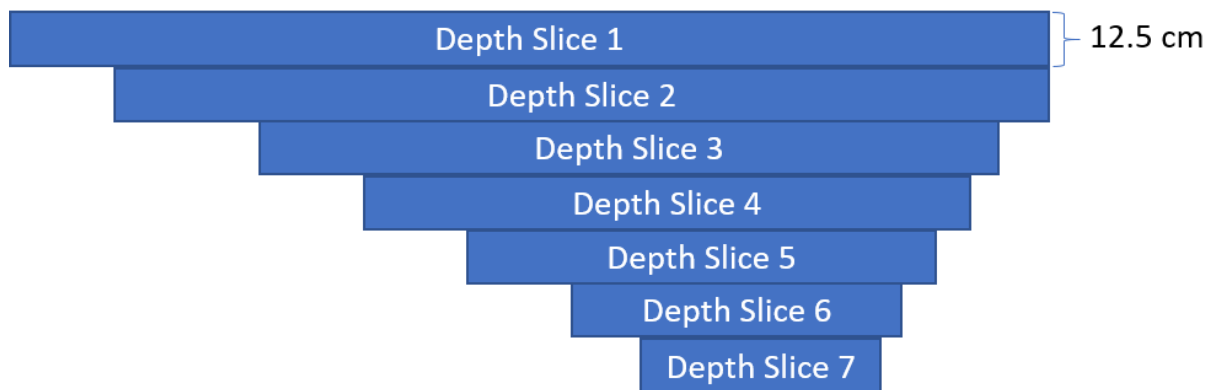 Depth Slice 1
12.5 cm
Depth Slice 2
Depth Slice 3
Depth Slice 4
Depth Slice 5
Depth Slice 6
Depth Slice 7